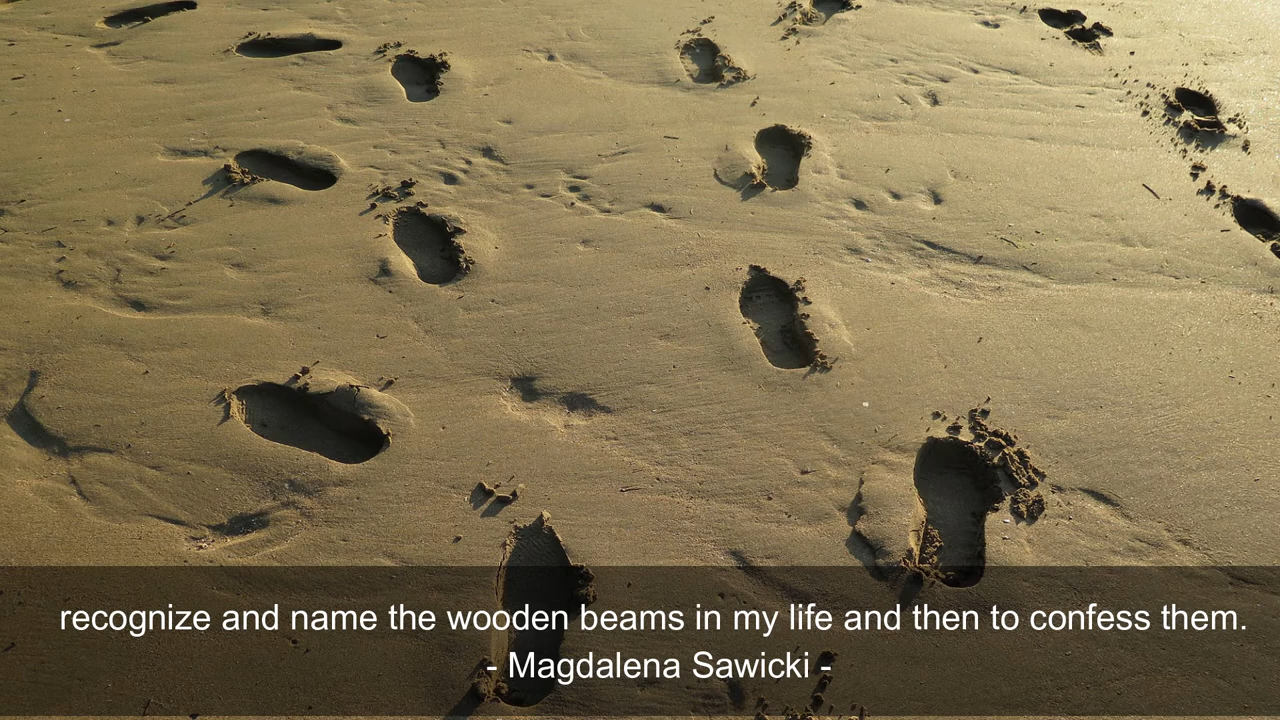 recognize and name the wooden beams in my life and then to confess them.
- Magdalena Sawicki -